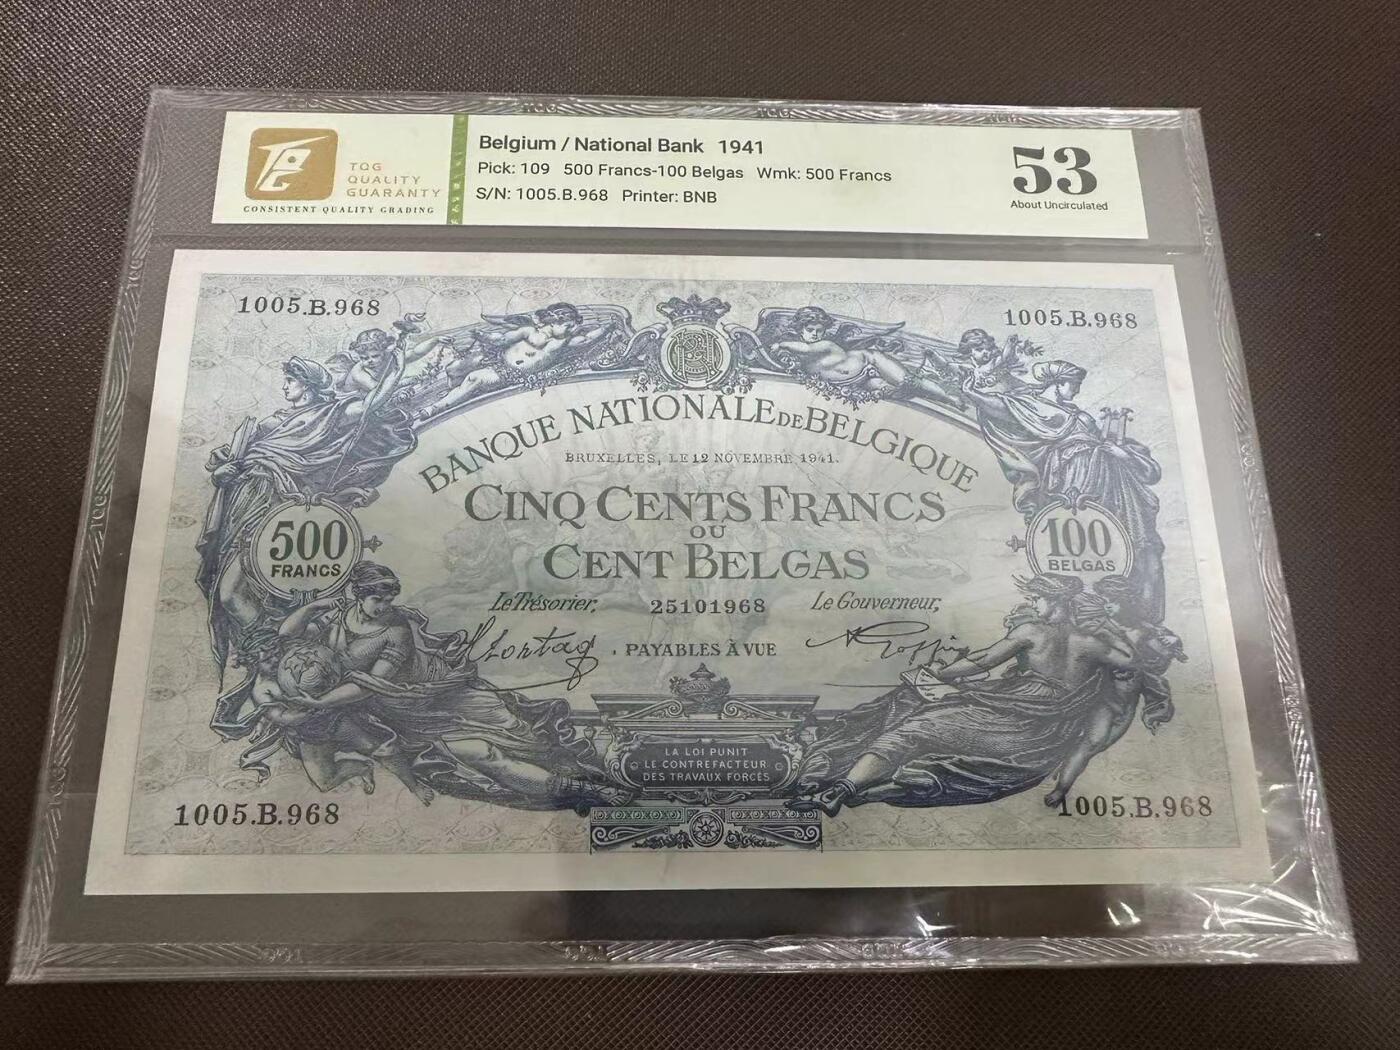 TQG
QUALITY
GUARANTY
CONSISTENT QUALITY GRADING
Belgium / National Bank 1941
Pick: 109 500 Francs-100 Belgas Wmk: 500 Francs
S/N: 1005.B.968 Printer: BNB
53
About Uncirculated
1005.B.968
1005.B.968
BANQUE NATIONALE DE BELGIQUE
BRUXELLES, LE 12 NOVEMBRE 1941.
CINQ CENTS FRANCS
OU
CENT BELGAS
500
FRANCS
100
BELGAS
Le Trésorier,
25101968
Le Gouverneur,
. PAYABLES À VUE
LA LOI PUNIT
LE CONTREFACTEUR
DES TRAVAUX FORCÉS
1005.B.968
1005.B.968